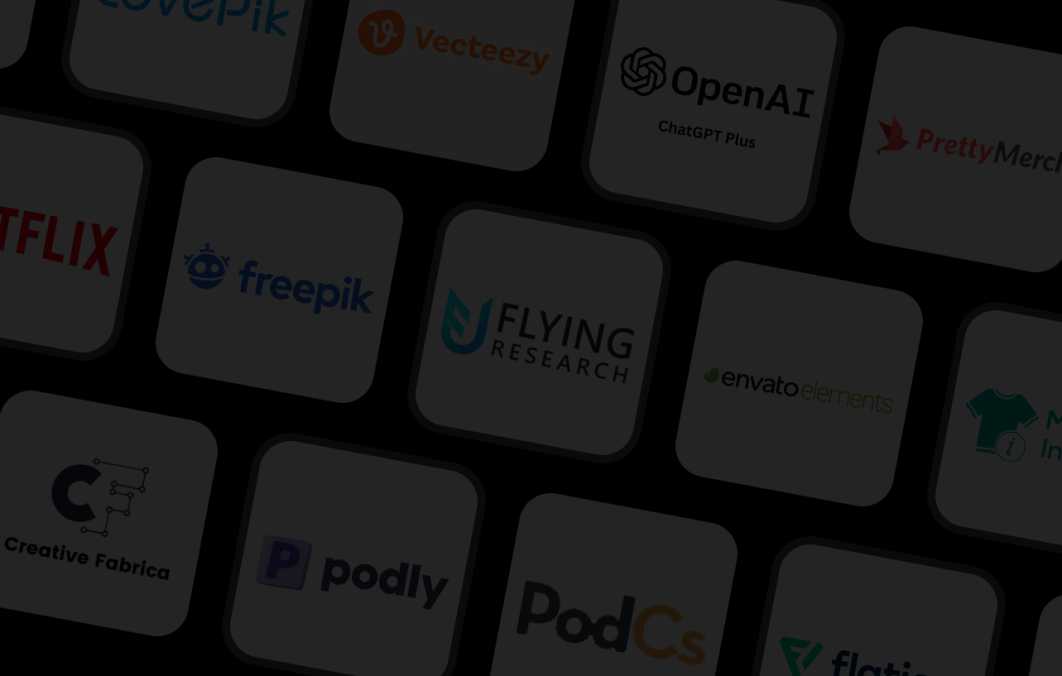 lovepik
Vecteezy
OpenAI
ChatGPT Plus
PrettyMerch
TFLIX
freepik
FLYING
RESEARCH
envato elements
M
In
i
CF
Creative Fabrica
P podly
PodCs
flatic